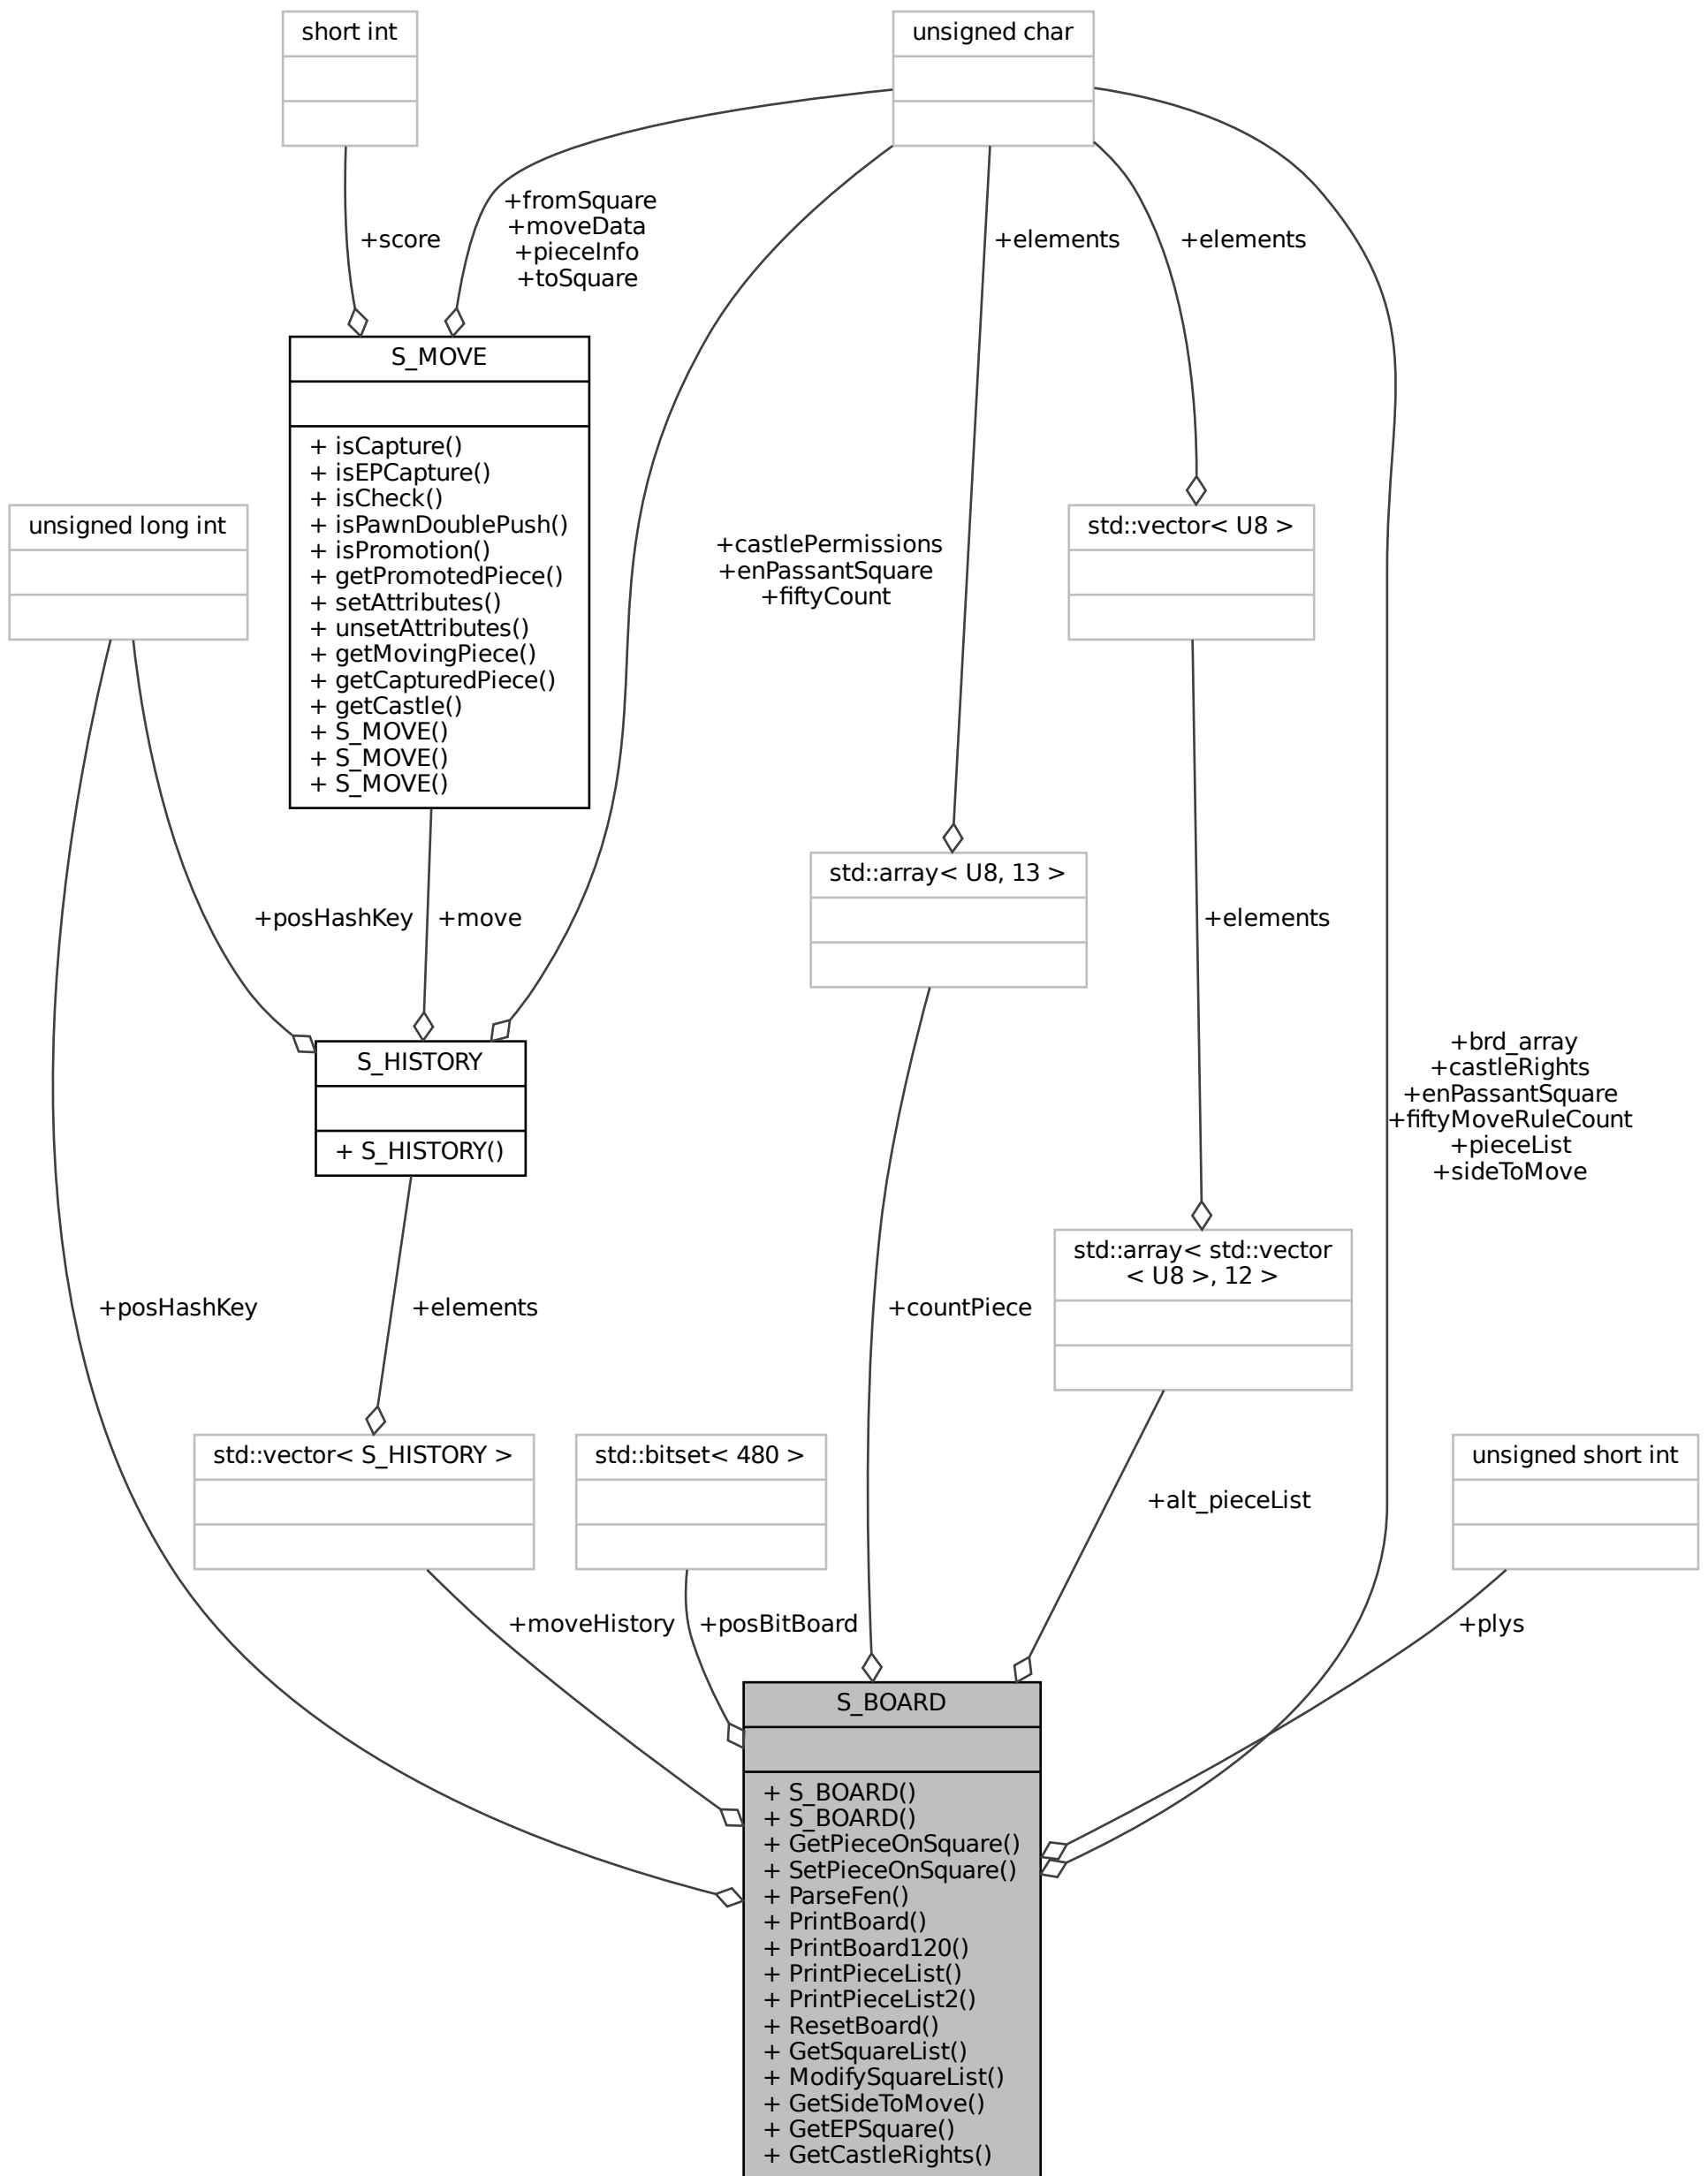 short int
unsigned char
+fromSquare
+moveData
+pieceInfo
+toSquare
+score
+elements
+elements
S_MOVE
+ isCapture()
+ isEPCapture()
+ isCheck()
+ isPawnDoublePush()
+ isPromotion()
+ getPromotedPiece()
+ setAttributes()
+ unsetAttributes()
+ getMovingPiece()
+ getCapturedPiece()
+ getCastle()
+ S_MOVE()
+ S_MOVE()
+ S_MOVE()
unsigned long int
std::vector< U8 >
+castlePermissions
+enPassantSquare
+fiftyCount
std::array< U8, 13 >
+posHashKey
+move
+elements
S_HISTORY
+ S_HISTORY()
+brd_array
+castleRights
+enPassantSquare
+fiftyMoveRuleCount
+pieceList
+sideToMove
std::array< std::vector
< U8 >, 12 >
+posHashKey
+elements
+countPiece
std::vector< S_HISTORY >
std::bitset< 480 >
unsigned short int
+alt_pieceList
+moveHistory
+posBitBoard
+plys
S_BOARD
+ S_BOARD()
+ S_BOARD()
+ GetPieceOnSquare()
+ SetPieceOnSquare()
+ ParseFen()
+ PrintBoard()
+ PrintBoard120()
+ PrintPieceList()
+ PrintPieceList2()
+ ResetBoard()
+ GetSquareList()
+ ModifySquareList()
+ GetSideToMove()
+ GetEPSquare()
+ GetCastleRights()